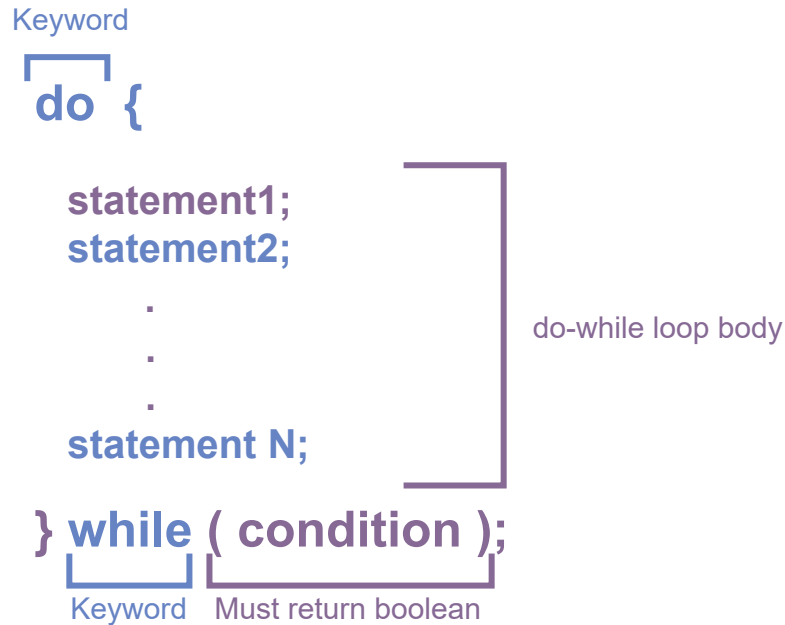 Keyword
do {
statement1;
statement2;
.
.
.
do-while loop body
statement N;
} while ( condition );
Keyword Must return boolean